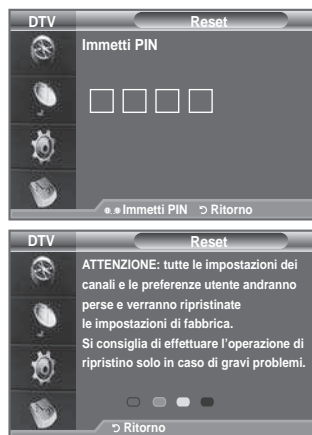 DTV Reset
Immetti PIN
0..9 Immetti PIN Ritorno
DTV Reset
ATTENZIONE: tutte le impostazioni dei
canali e le preferenze utente andranno
perse e verranno ripristinate
le impostazioni di fabbrica.
Si consiglia di effettuare l'operazione di
ripristino solo in caso di gravi problemi.
Ritorno